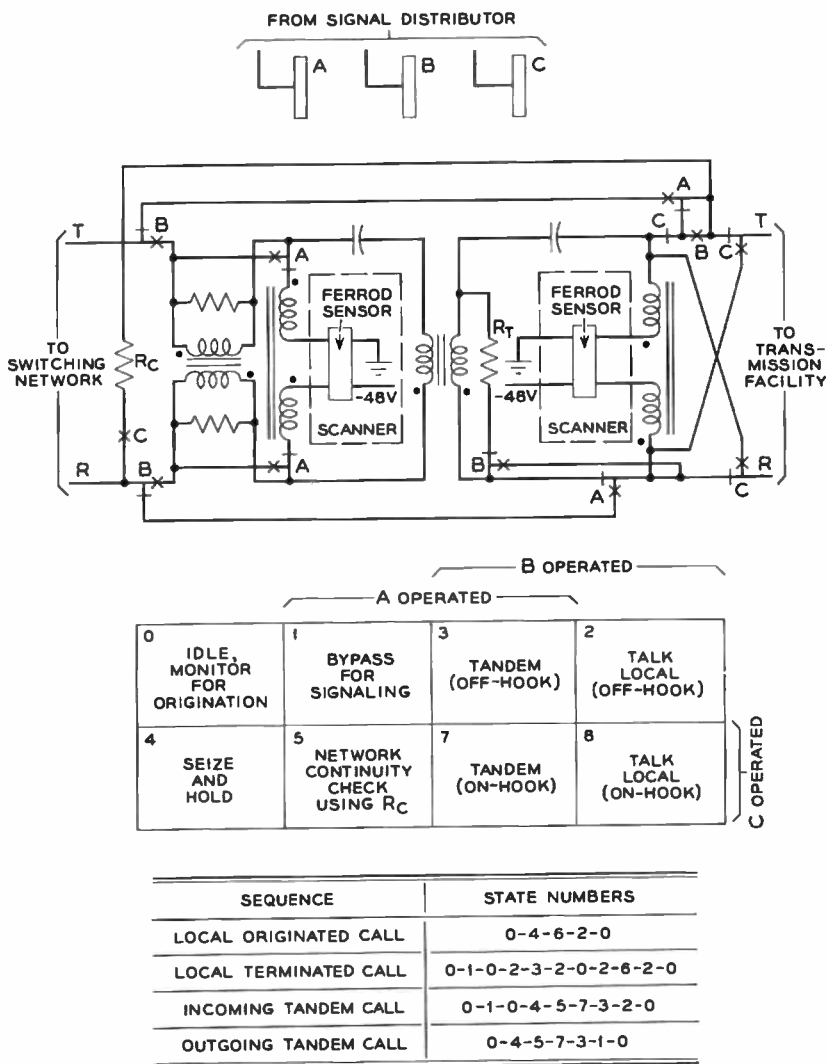 FROM SIGNAL DISTRIBUTOR
A
B
C
A
T
B
C
T
A
B
C
FERROD
SENSOR
FERROD
SENSOR
RT
TO
SWITCHING
NETWORK
RC
TO
TRANS-
MISSION
FACILITY
-48V
-48V
SCANNER
SCANNER
C
R
B
A
B
A
C
R
B OPERATED
A OPERATED
0
IDLE,
MONITOR
FOR
ORIGINATION
1
BYPASS
FOR
SIGNALING
3
TANDEM
(OFF-HOOK)
2
TALK
LOCAL
(OFF-HOOK)
4
SEIZE
AND
HOLD
5
NETWORK
CONTINUITY
CHECK
USING RC
7
TANDEM
(ON-HOOK)
8
TALK
LOCAL
(ON-HOOK)
C OPERATED
SEQUENCE STATE NUMBERS
LOCAL ORIGINATED CALL 0-4-6-2-0
LOCAL TERMINATED CALL 0-1-0-2-3-2-0-2-6-2-0
INCOMING TANDEM CALL 0-1-0-4-5-7-3-2-0
OUTGOING TANDEM CALL 0-4-5-7-3-1-0